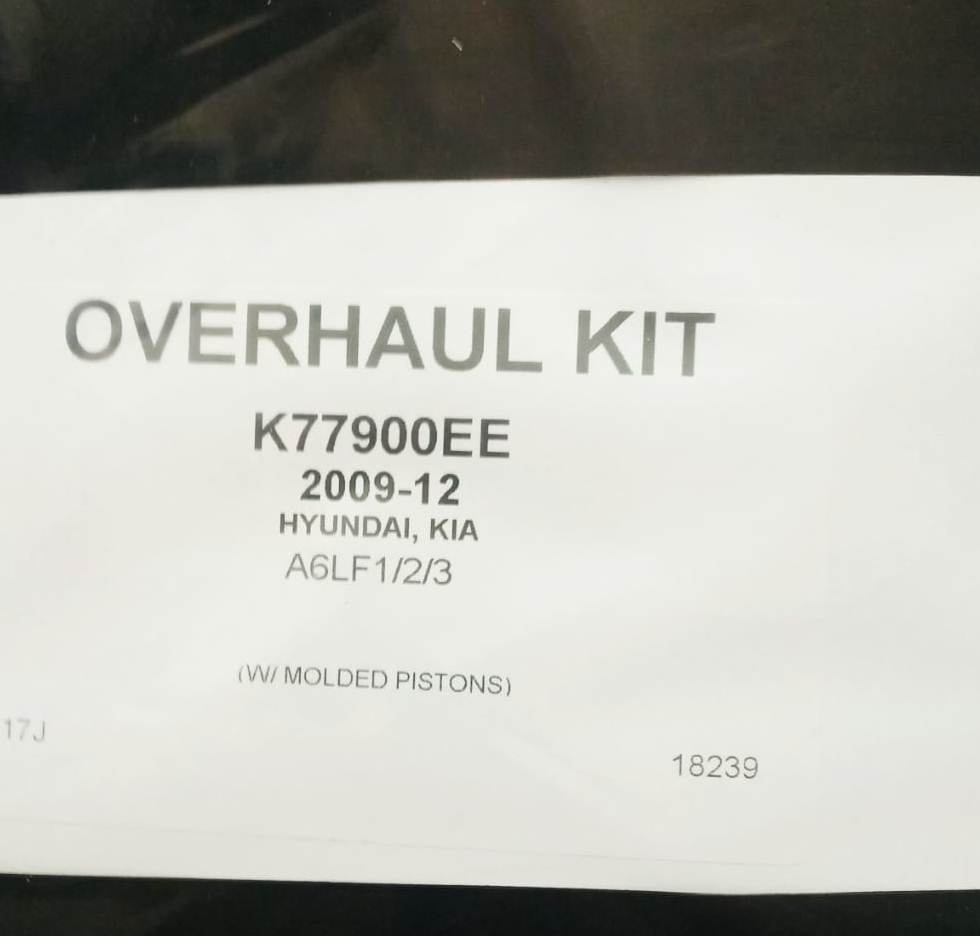 OVERHAUL KIT
K77900EE
2009-12
HYUNDAI, KIA
A6LF1/2/3
(W/ MOLDED PISTONS)
17J
18239